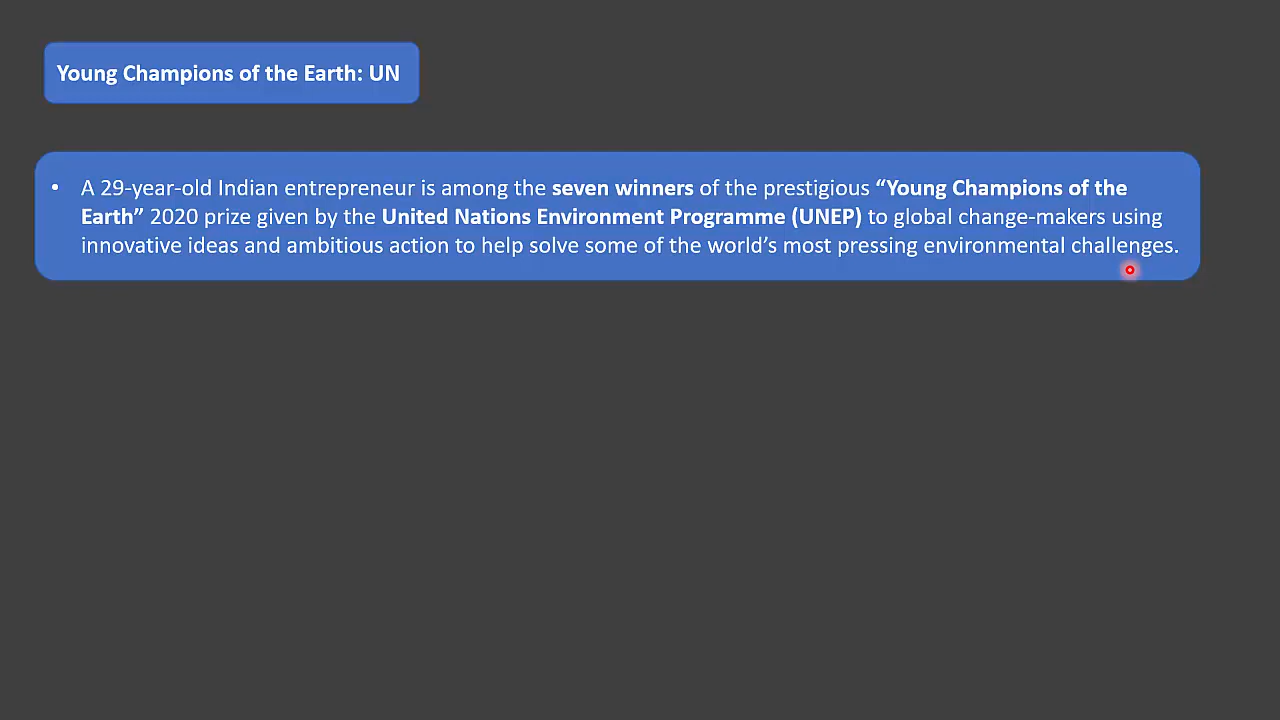 Young Champions of the Earth: UN
• A 29-year-old Indian entrepreneur is among the seven winners of the prestigious “Young Champions of the
Earth” 2020 prize given by the United Nations Environment Programme (UNEP) to global change-makers using
innovative ideas and ambitious action to help solve some of the world’s most pressing environmental challenges.